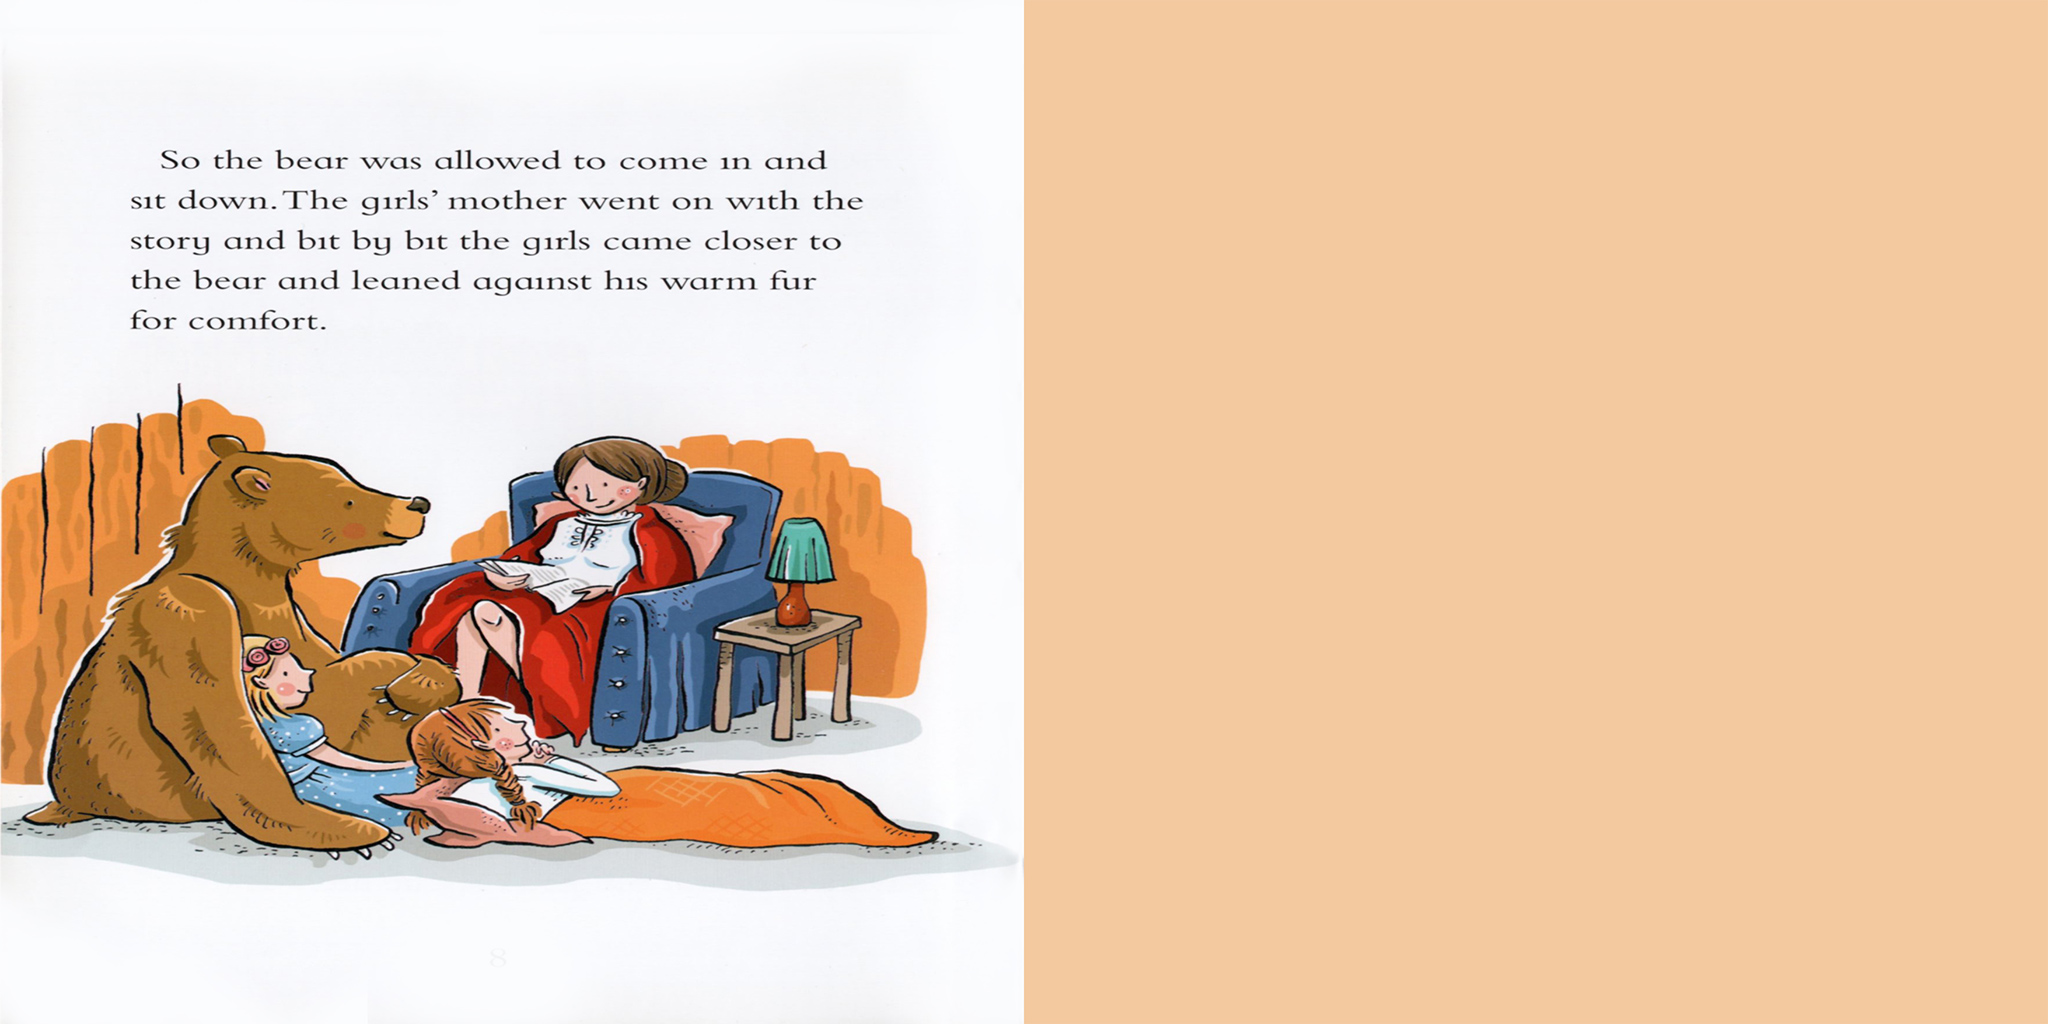 So the bear was allowed to come in and
sit down. The girls’ mother went on with the
story and bit by bit the girls came closer to
the bear and leaned against his warm fur
for comfort.
8